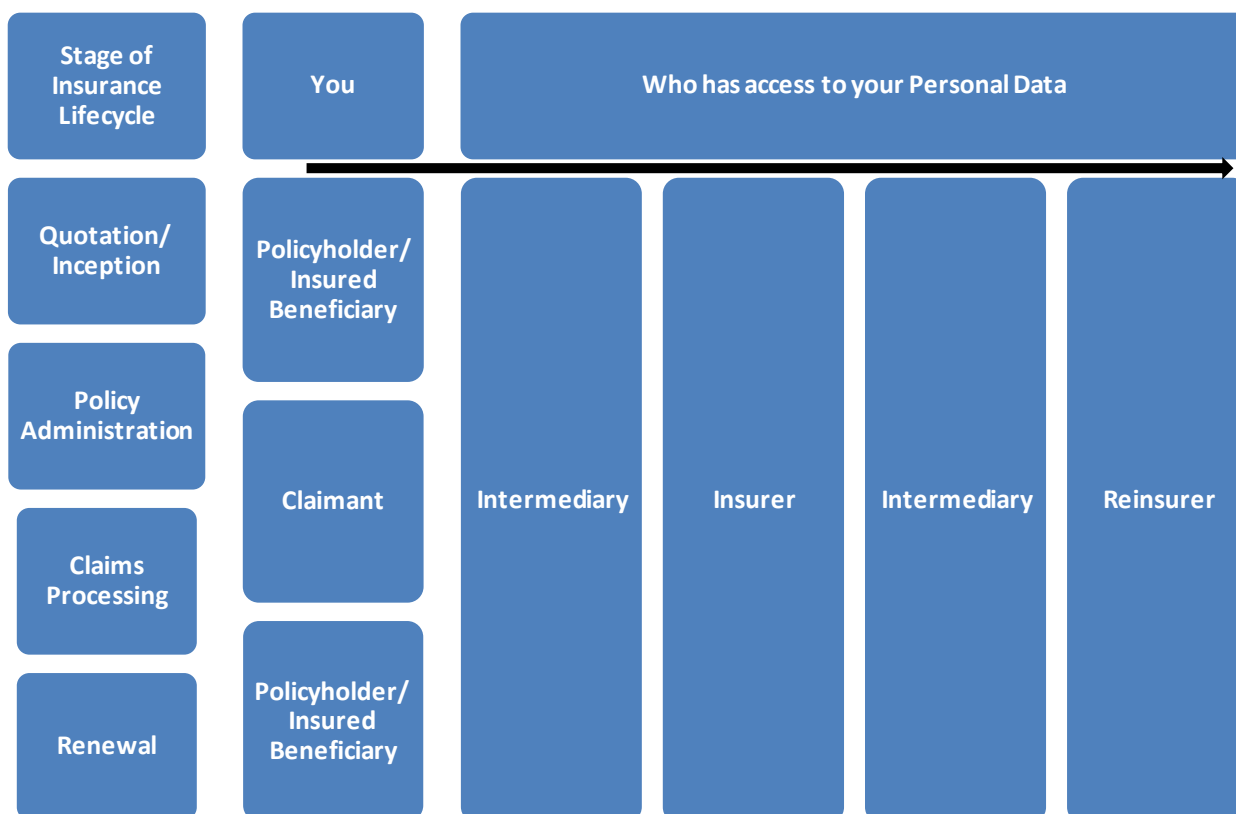 Stage of
Insurance
Lifecycle
You
Who has access to your Personal Data
Quotation/
Inception
Policy
Administration
Claims
Processing
Renewal
Policyholder/
Insured
Beneficiary
Claimant
Policyholder/
Insured
Beneficiary
Intermediary
Insurer
Intermediary
Reinsurer